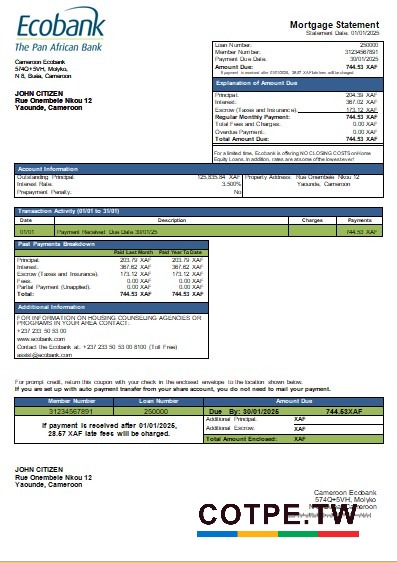 Ecobank
The Pan African Bank
Mortgage Statement
Statement Date: 01/01/2025
Cameroon Ecobank
574Q+5VH, Molyko,
N 8, Buéa, Cameroon
JOHN CITIZEN
Rue Onembele Nkou 12
Yaounde, Cameroon
Loan Number: 250000
Member Number: 31234567891
Payment Due Date: 30/01/2025
Amount Due: 744.53 XAF
If payment is received after 01/01/2025, 28.57 XAF late fee will be charged.
Explanation of Amount Due
Principal: 204.39 XAF
Interest: 367.02 XAF
Escrow (Taxes and Insurance): 173.12 XAF
Regular Monthly Payment: 744.53 XAF
Total Fees and Charges: 0.00 XAF
Overdue Payment: 0.00 XAF
Total Amount Due: 744.53 XAF
For a limited time, Ecobank is offering NO CLOSING COSTS on Home
Equity Loans. In addition, rates are at some of the lowest ever!
Account Information
Outstanding Principal: 125,835.84 XAF
Interest Rate: 3.500%
Prepayment Penalty: No
Property Address: Rue Onembele Nkou 12
Yaounde, Cameroon
Transaction Activity (01/01 to 31/01)
Date Description Charges Payments
01/01 Payment Received Due Date 30/01/25 744.53 XAF
Past Payments Breakdown
Paid Last Month Paid Year To Date
Principal: 203.79 XAF 203.79 XAF
Interest: 367.62 XAF 367.62 XAF
Escrow (Taxes and Insurance): 173.12 XAF 173.12 XAF
Fees: 0.00 XAF 0.00 XAF
Partial Payment (Unapplied): 0.00 XAF 0.00 XAF
Total: 744.53 XAF 744.53 XAF
Additional Information
FOR INFORMATION ON HOUSING COUNSELING AGENCIES OR
PROGRAMS IN YOUR AREA CONTACT:
+237 233 50 53 00
www.ecobank.com
Contact the Ecobank at: +237 233 50 53 00 8100 (Toll Free)
assist@ecobank.com
For prompt credit, return this coupon with your check in the enclosed envelope to the location shown below.
If you are set up with auto payment transfer from your share account, you do not need to mail your payment.
Member Number Loan Number Amount Due
31234567891 250000 Due By: 30/01/2025 744.53XAF
If payment is received after 01/01/2025,
28.57 XAF late fees will be charged.
Additional Principal: XAF
Additional Escrow: XAF
Total Amount Enclosed: XAF
JOHN CITIZEN
Rue Onembele Nkou 12
Yaounde, Cameroon
Cameroon Ecobank
574Q+5VH, Molyko
COTPE.TW